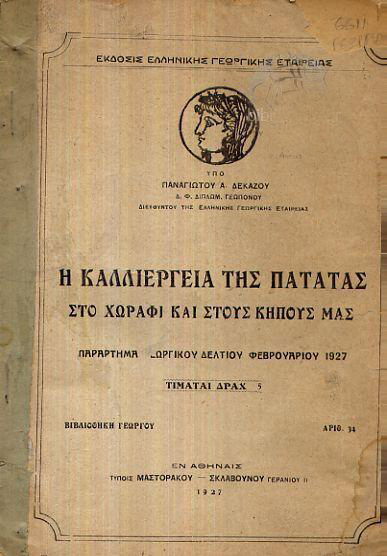 ΕΚΔΟΣΙΣ ΕΛΛΗΝΙΚΗΣ ΓΕΩΡΓΙΚΗΣ ΕΤΑΙΡΕΙΑΣ
ΥΠΟ
ΠΑΝΑΓΙΩΤΟΥ Α. ΔΕΚΑΖΟΥ
Δ. Φ. ΔΙΠΛΩΜ. ΓΕΩΠΟΝΟΥ
ΔΙΕΥΘΥΝΤΟΥ ΤΗΣ ΕΛΛΗΝΙΚΗΣ ΓΕΩΡΓΙΚΗΣ ΕΤΑΙΡΕΙΑΣ
Η ΚΑΛΛΙΕΡΓΕΙΑ ΤΗΣ ΠΑΤΑΤΑΣ
ΣΤΟ ΧΩΡΑΦΙ ΚΑΙ ΣΤΟΥΣ ΚΗΠΟΥΣ ΜΑΣ
ΠΑΡΑΡΤΗΜΑ ΩΡΓΙΚΟΥ ΔΕΛΤΙΟΥ ΦΕΒΡΟΥΑΡΙΟΥ 1927
ΤΙΜΑΤΑΙ ΔΡΑΧ 5
ΒΙΒΛΙΟΘΗΚΗ ΓΕΩΡΓΟΥ ΑΡΙΘ. 34
ΕΝ ΑΘΗΝΑΙΣ
ΤΥΠΟΙΣ ΜΑΣΤΟΡΑΚΟΥ — ΣΚΛΑΒΟΥΝΟΥ ΓΕΡΑΝΙΟΥ 11
1927